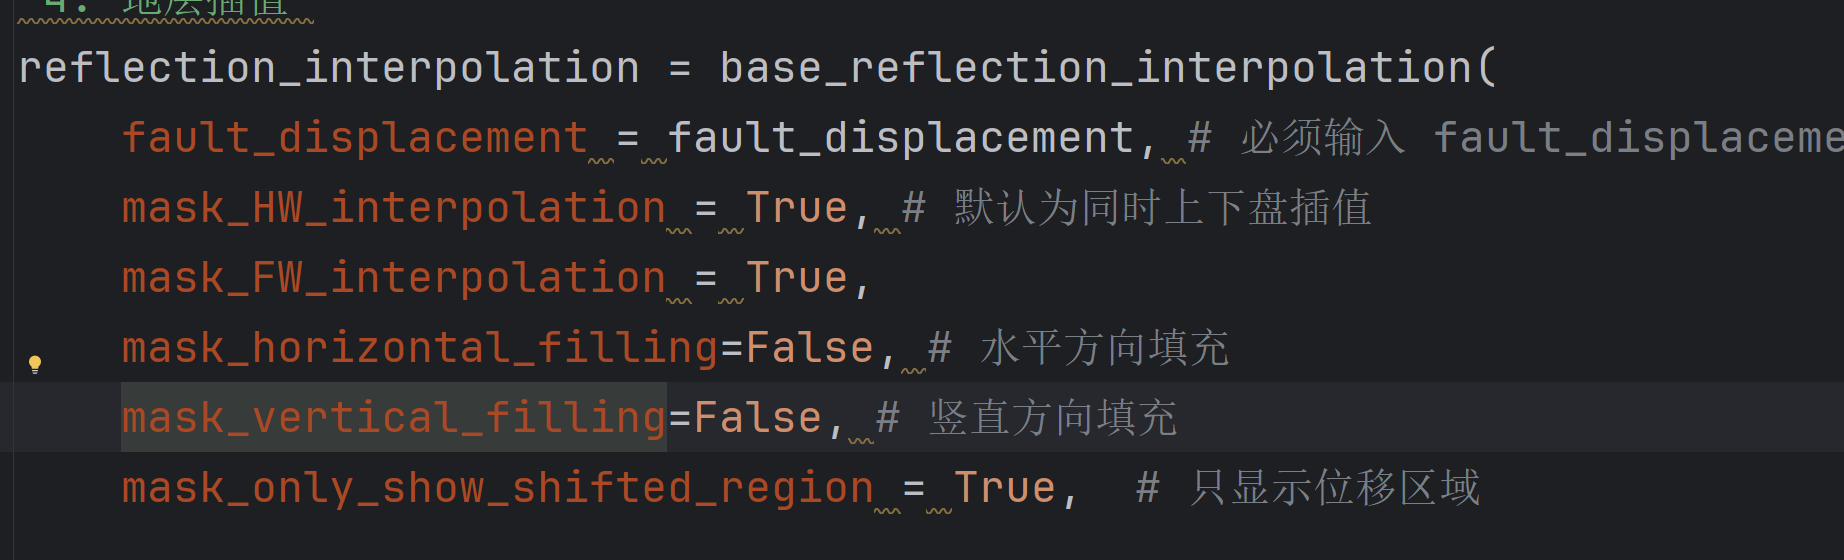 4. 地层插值
reflection_interpolation = base_reflection_interpolation(
fault_displacement = fault_displacement, # 必须输入 fault_displaceme
mask_HW_interpolation = True, # 默认为同时上下盘插值
mask_FW_interpolation = True,
mask_horizontal_filling=False, # 水平方向填充
mask_vertical_filling=False, # 竖直方向填充
mask_only_show_shifted_region = True,  # 只显示位移区域